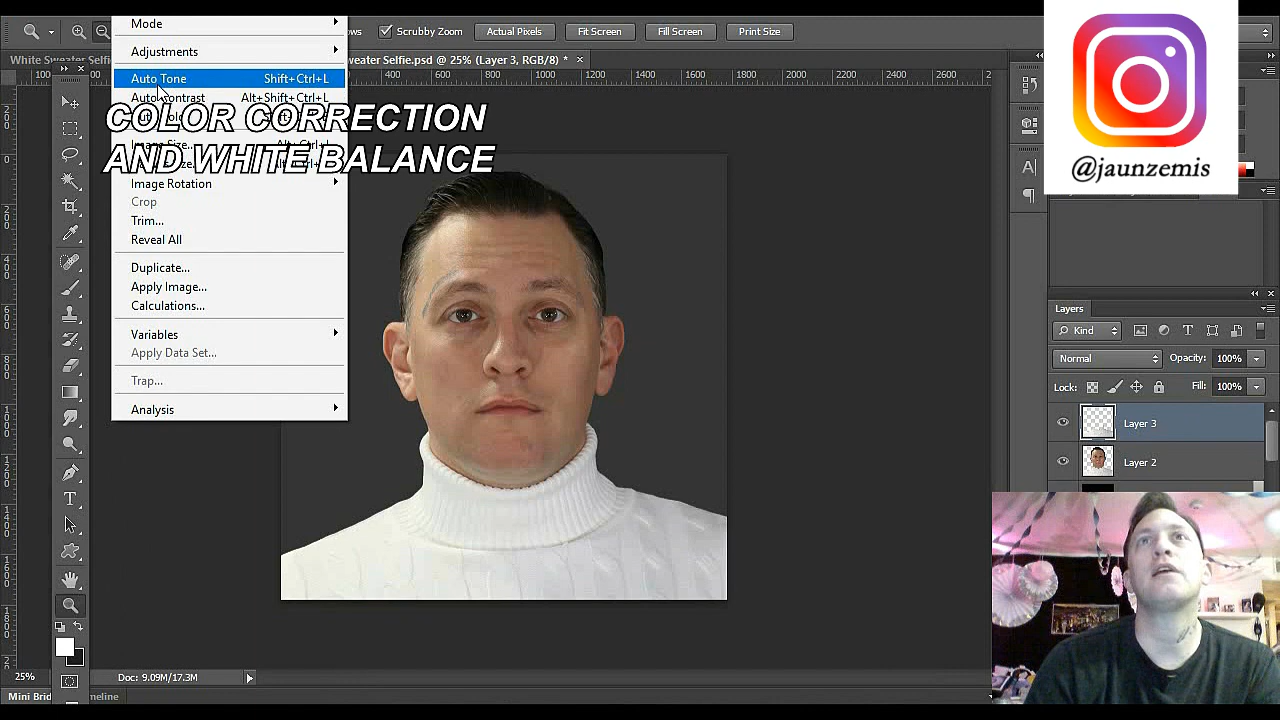 Mode
Scrubby Zoom
Actual Pixels
Fit Screen
Fill Screen
Print Size
White Sweater Selfie
eater Selfie.psd @ 25% (Layer 3, RGB/8) *
Adjustments
100
400 600 800 1000 1200 1400 1600 1800 2000 2200 2400 2600
Auto Tone Shift+Ctrl+L
Auto Contrast Alt+Shift+Ctrl+L
COLOR CORRECTION
AND WHITE BALANCE
Image Rotation
Crop
Trim...
Reveal All
Duplicate...
Apply Image...
Calculations...
Variables
Apply Data Set...
Trap...
Analysis
@jaunzemis
Layers
Kind
Normal Opacity: 100%
Lock: Fill: 100%
Layer 3
Layer 2
25% Doc: 9.09M/17.3M
Mini Brid
imeline